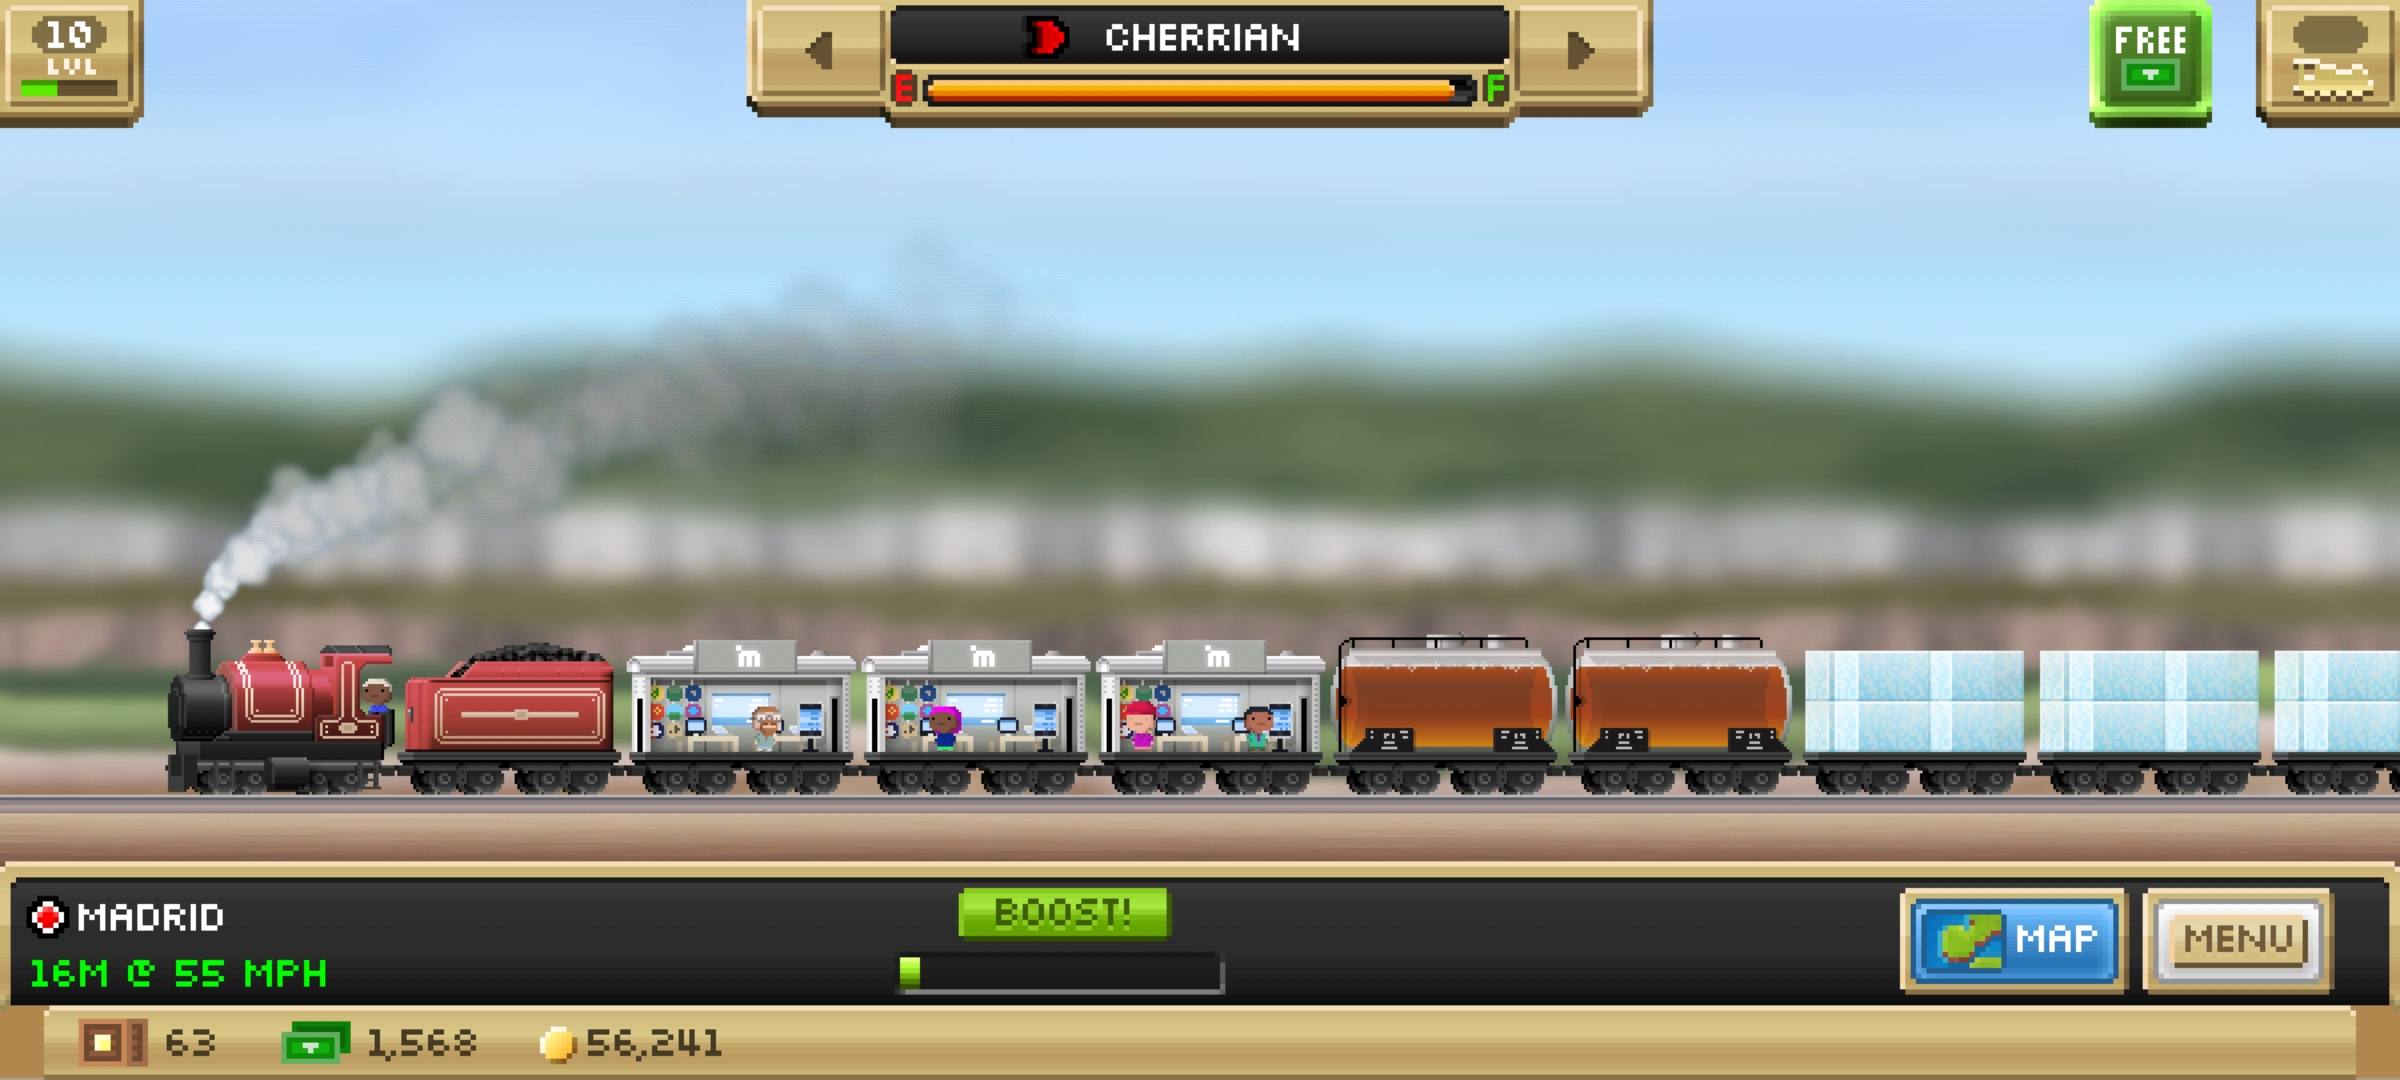 10
LVL
CHERRIAN
E F
FREE
m m m
MADRID
16M @ 55 MPH
BOOST!
MAP
MENU
63 1,568 56,241